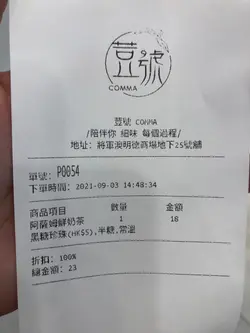 荳號
COMMA
荳號 COMMA
/陪伴你 細味 每個過程/
地址: 將軍澳明德商場地下25號舖
單號: P0054
下單時間: 2021-09-03 14:48:34
商品項目 數量 金額
阿薩姆鮮奶茶 1 18
黑糖珍珠(HK$5),半糖,常溫
折扣: 100%
總金額: 23